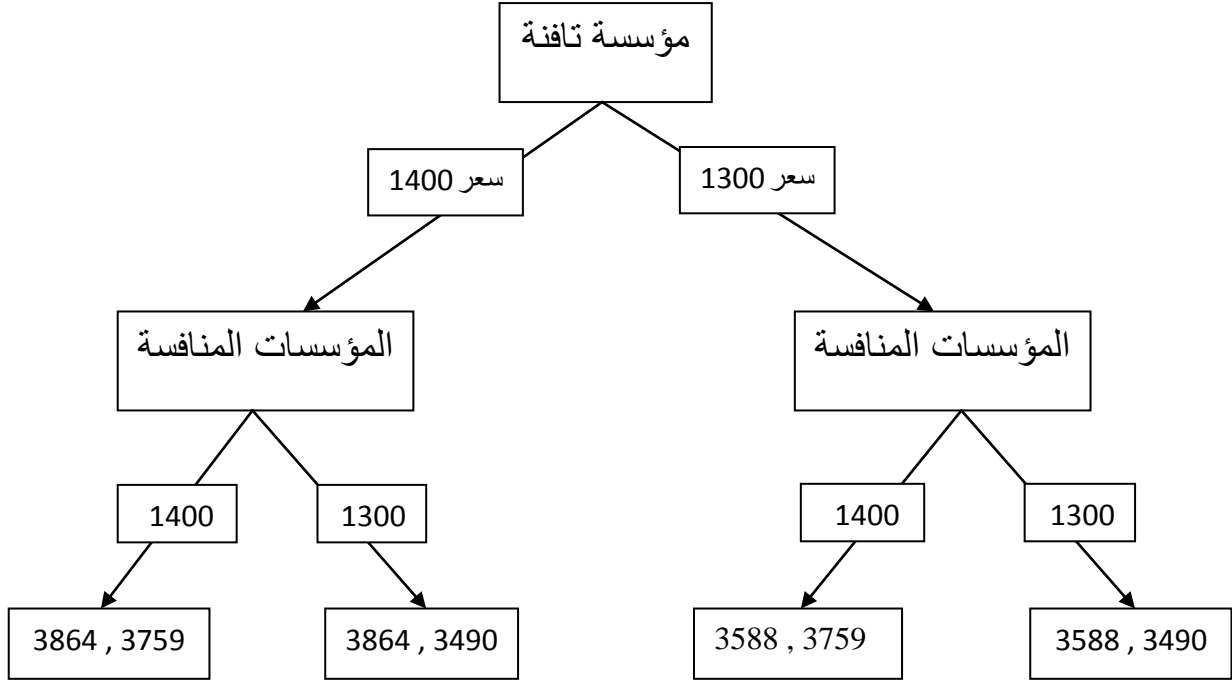 مؤسسة تافنة
سعر 1400
سعر 1300
المؤسسات المنافسة
المؤسسات المنافسة
1400
1300
1400
1300
3864 , 3759
3864 , 3490
3588 , 3759
3588 , 3490